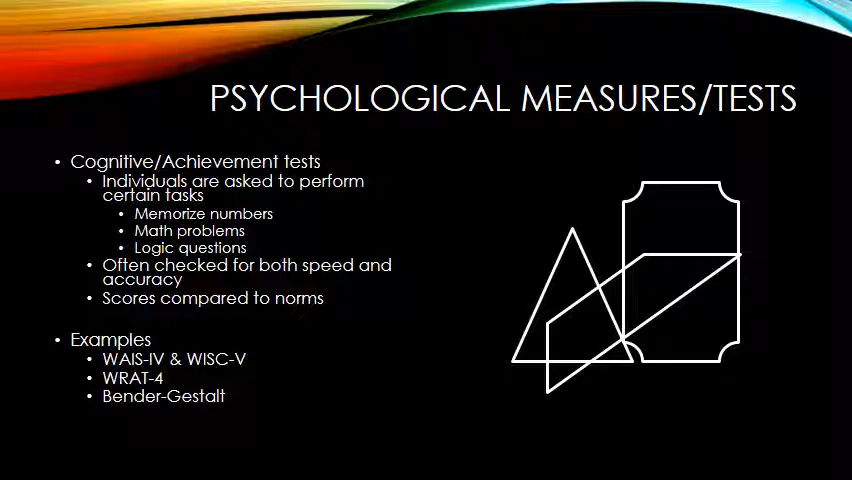 PSYCHOLOGICAL MEASURES/TESTS
• Cognitive/Achievement tests
• Individuals are asked to perform
certain tasks
• Memorize numbers
• Math problems
• Logic questions
• Often checked for both speed and
accuracy
• Scores compared to norms
• Examples
• WAIS-IV & WISC-V
• WRAT-4
• Bender-Gestalt